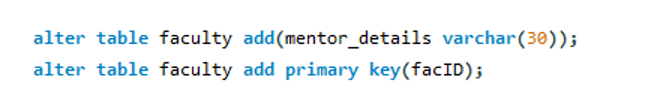 alter table faculty add(mentor_details varchar(30));
alter table faculty add primary key(facID);